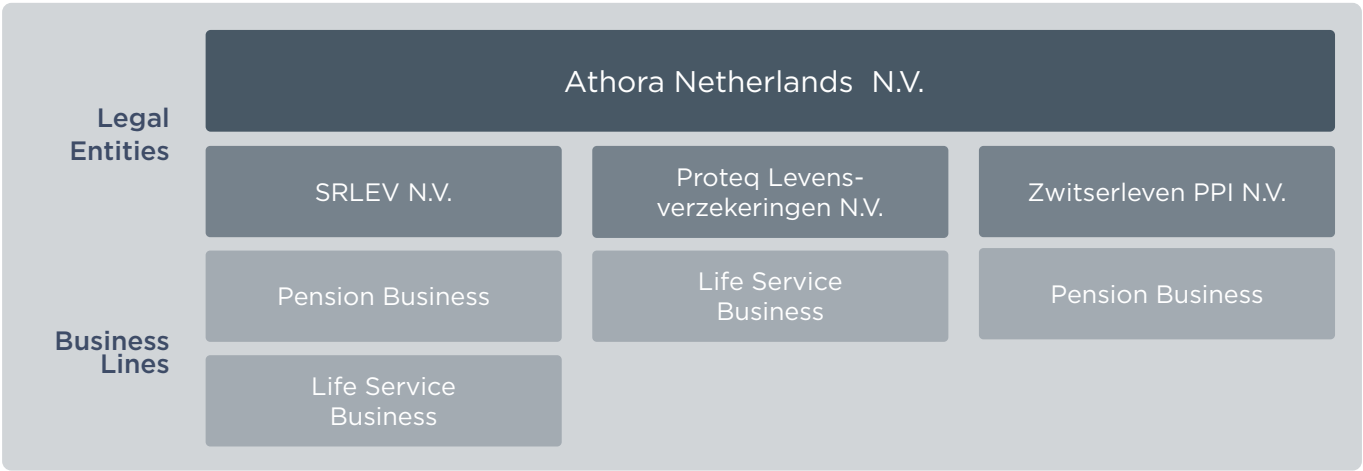 Athora Netherlands N.V.
Legal
Entities
SRLEV N.V.
Proteq Levens-
verzekeringen N.V.
Zwitserleven PPI N.V.
Pension Business
Life Service
Business
Pension Business
Business
Lines
Life Service
Business